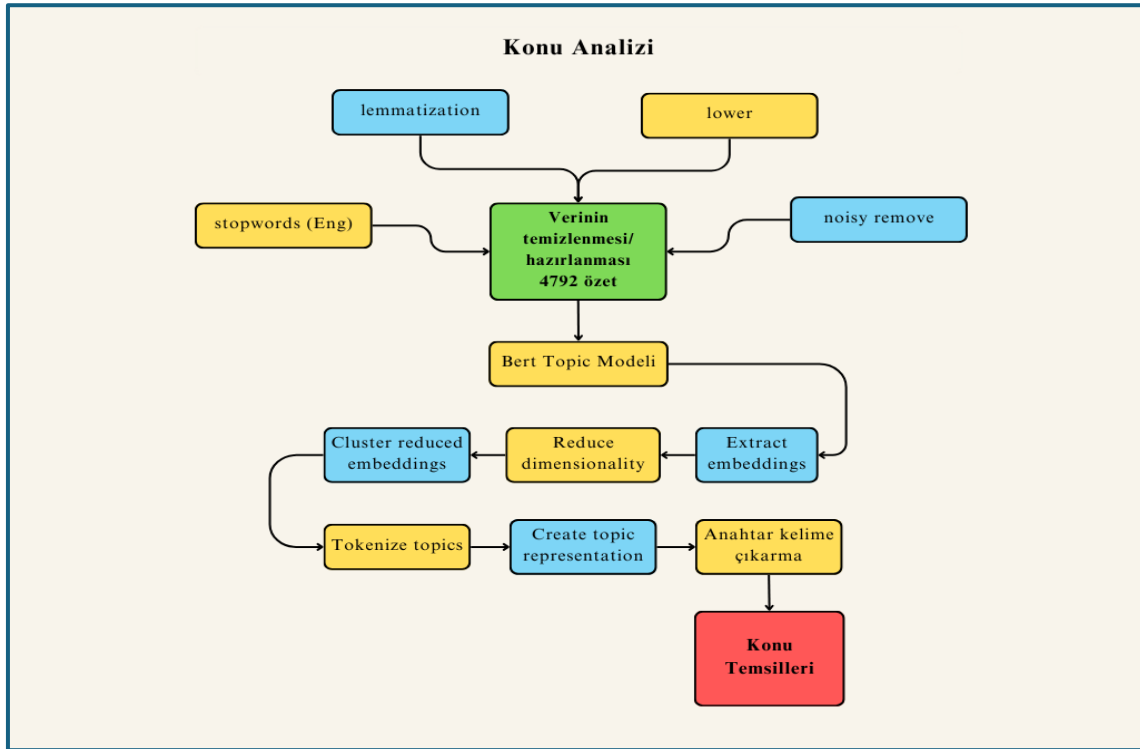 Konu Analizi
lemmatization
lower
stopwords (Eng)
Verinin
temizlenmesi/
hazırlanması
4792 özet
noisy remove
Bert Topic Modeli
Cluster reduced
embeddings
Reduce
dimensionality
Extract
embeddings
Tokenize topics
Create topic
representation
Anahtar kelime
çıkarma
Konu
Temsilleri